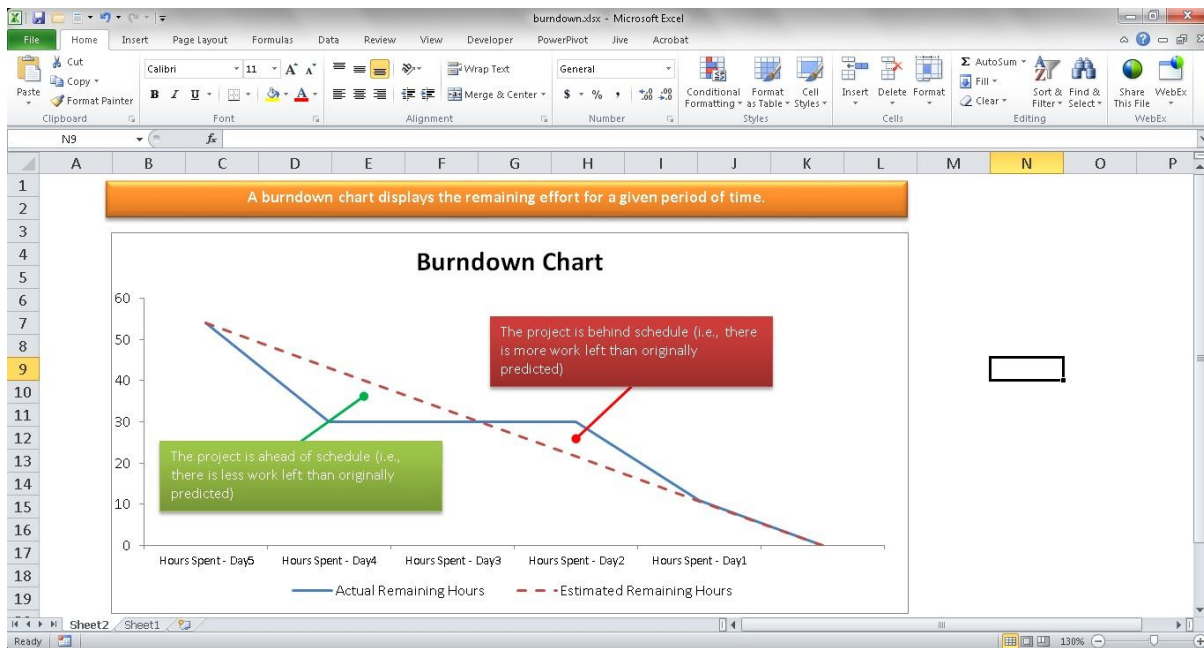 burndown.xlsx - Microsoft Excel
File Home Insert Page Layout Formulas Data Review View Developer PowerPivot Jive Acrobat
Paste
Cut
Copy
Format Painter
Clipboard
Calibri 11
B I U
Font
Wrap Text
Merge & Center
Alignment
General
$ % ,
Number
Conditional Formatting
Format as Table
Cell Styles
Styles
Insert Delete Format
Cells
Σ AutoSum
Fill
Clear
Sort & Filter
Find & Select
Editing
Share This File
WebEx
WebEx
N9 fx
A B C D E F G H I J K L M N O P
1
2
3
4
5
6
7
8
9
10
11
12
13
14
15
16
17
18
19
A burndown chart displays the remaining effort for a given period of time.
Burndown Chart
60
50
40
30
20
10
0
The project is behind schedule (i.e., there
is more work left than originally
predicted)
The project is ahead of schedule (i.e.,
there is less work left than originally
predicted)
Hours Spent - Day5 Hours Spent - Day4 Hours Spent - Day3 Hours Spent - Day2 Hours Spent - Day1
Actual Remaining Hours Estimated Remaining Hours
Sheet2 Sheet1
Ready 130%